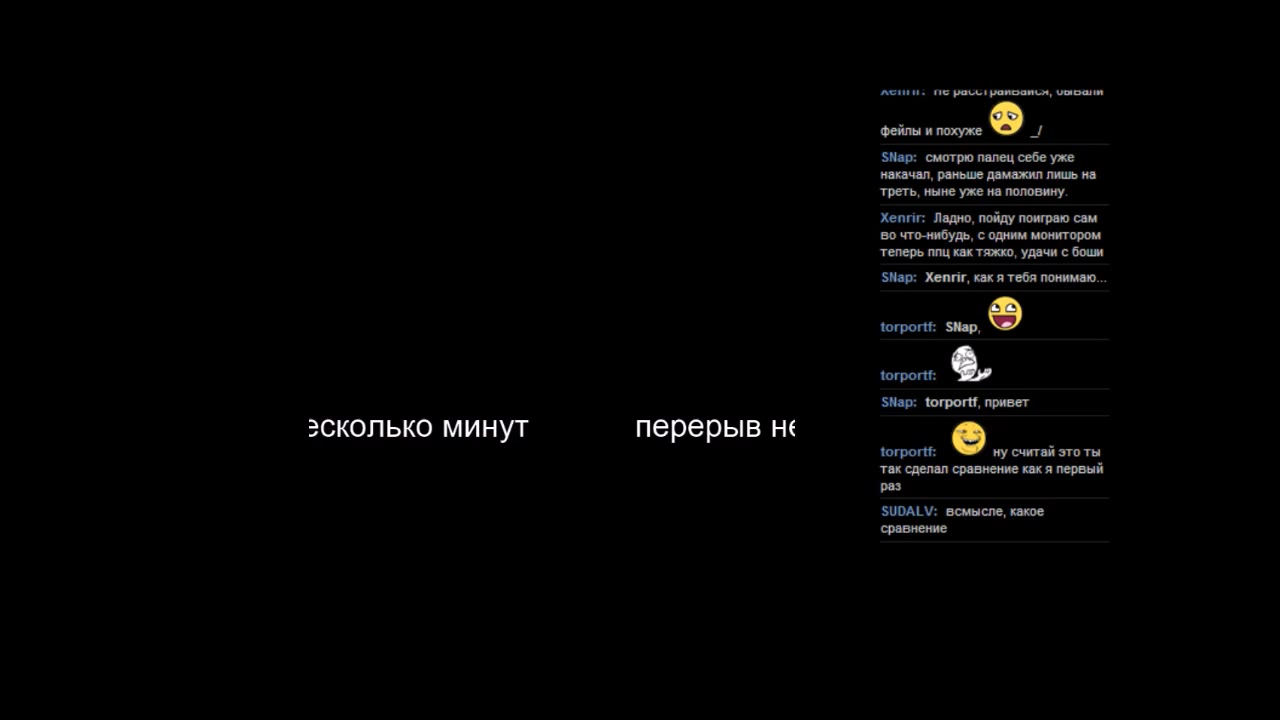 есколько минут перерыв не
Xenrir: Не расстраивайся, бывали
фейлы и похуже _/
SNap: смотрю палец себе уже
накачал, раньше дамажил лишь на
треть, ныне уже на половину.
Xenrir: Ладно, пойду поиграю сам
во что-нибудь, с одним монитором
теперь ппц как тяжко, удачи с боши
SNap: Xenrir, как я тебя понимаю...
torportf: SNap,
torportf:
SNap: torportf, привет
torportf: ну считай это ты
так сделал сравнение как я первый
раз
SUDALV: всмысле, какое
сравнение